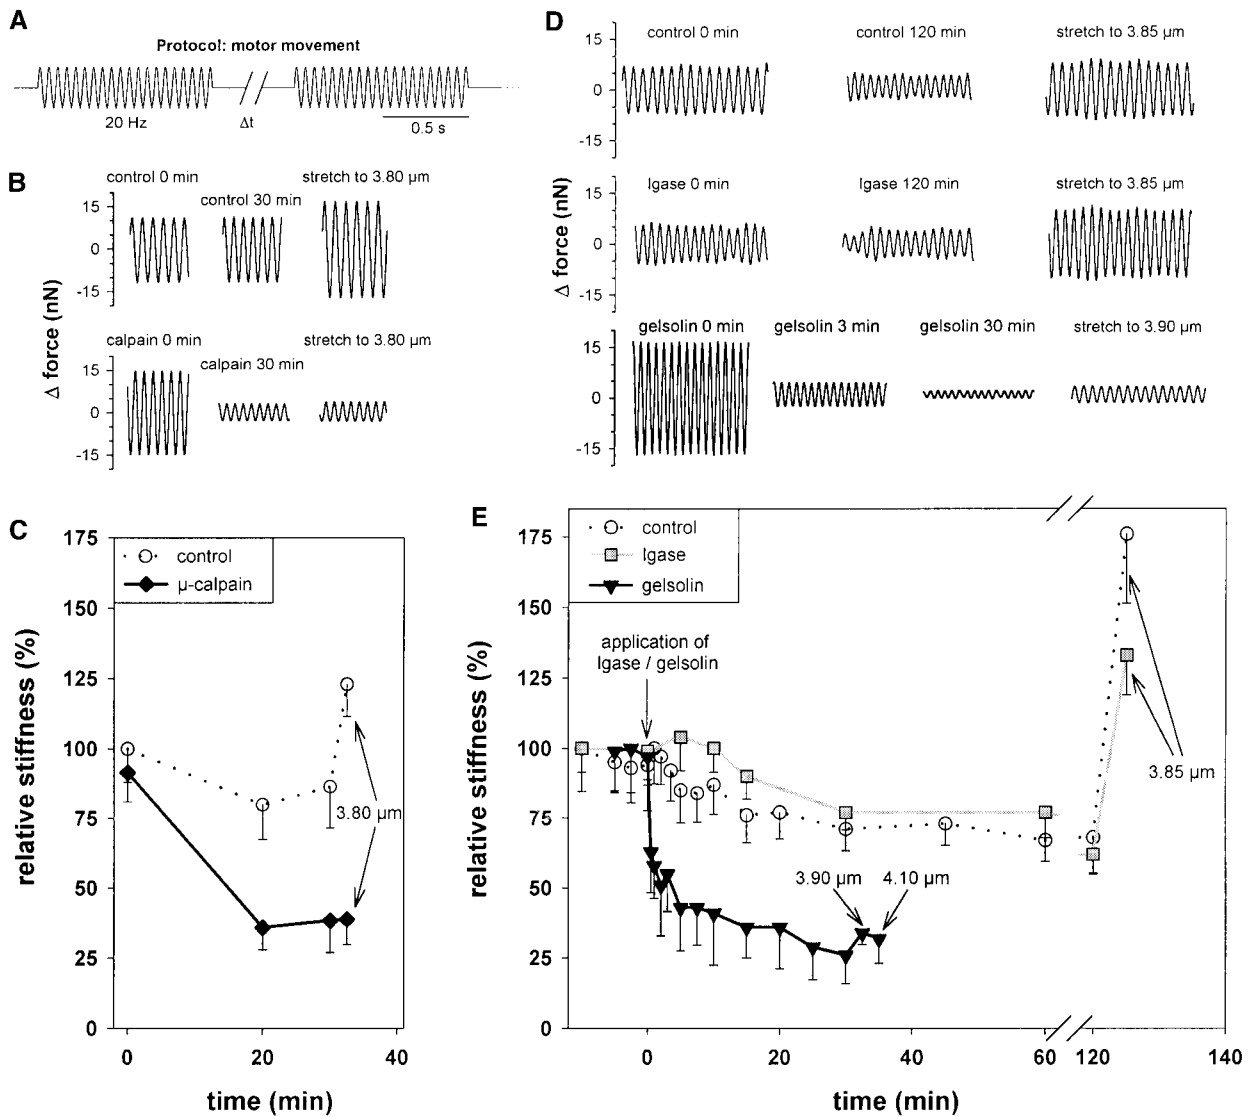 A
Protocol: motor movement
20 Hz
Δt
0.5 s
B
control 0 min
control 30 min
stretch to 3.80 µm
15
0
-15
calpain 0 min
calpain 30 min
stretch to 3.80 µm
15
0
-15
Δ force (nN)
C
control
µ-calpain
175
150
125
100
75
50
25
0
3.80 µm
0
20
40
relative stiffness (%)
time (min)
D
control 0 min
control 120 min
stretch to 3.85 µm
15
0
-15
Igase 0 min
Igase 120 min
stretch to 3.85 µm
15
0
-15
gelsolin 0 min
gelsolin 3 min
gelsolin 30 min
stretch to 3.90 µm
15
0
-15
Δ force (nN)
E
control
Igase
gelsolin
175
150
125
100
75
50
25
0
application of
Igase / gelsolin
3.90 µm
4.10 µm
3.85 µm
0
20
40
60
120
140
relative stiffness (%)
time (min)